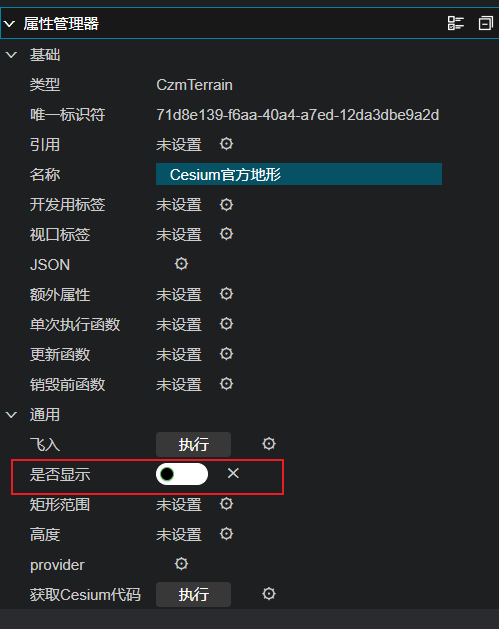 属性管理器
基础
类型 CzmTerrain
唯一标识符 71d8e139-f6aa-40a4-a7ed-12da3dbe9a2d
引用 未设置
名称 Cesium官方地形
开发用标签 未设置
视口标签 未设置
JSON
额外属性 未设置
单次执行函数 未设置
更新函数 未设置
销毁前函数 未设置
通用
飞入 执行
是否显示
矩形范围 未设置
高度 未设置
provider
获取Cesium代码 执行